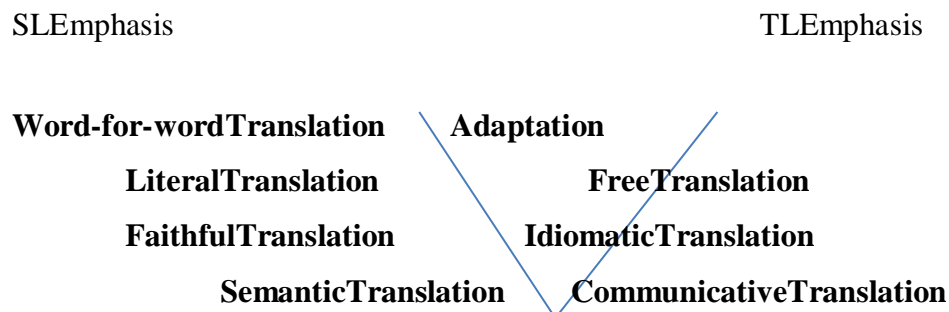 SLEmphasis TLEmphasis
Word-for-wordTranslation Adaptation
LiteralTranslation FreeTranslation
FaithfulTranslation IdiomaticTranslation
SemanticTranslation CommunicativeTranslation